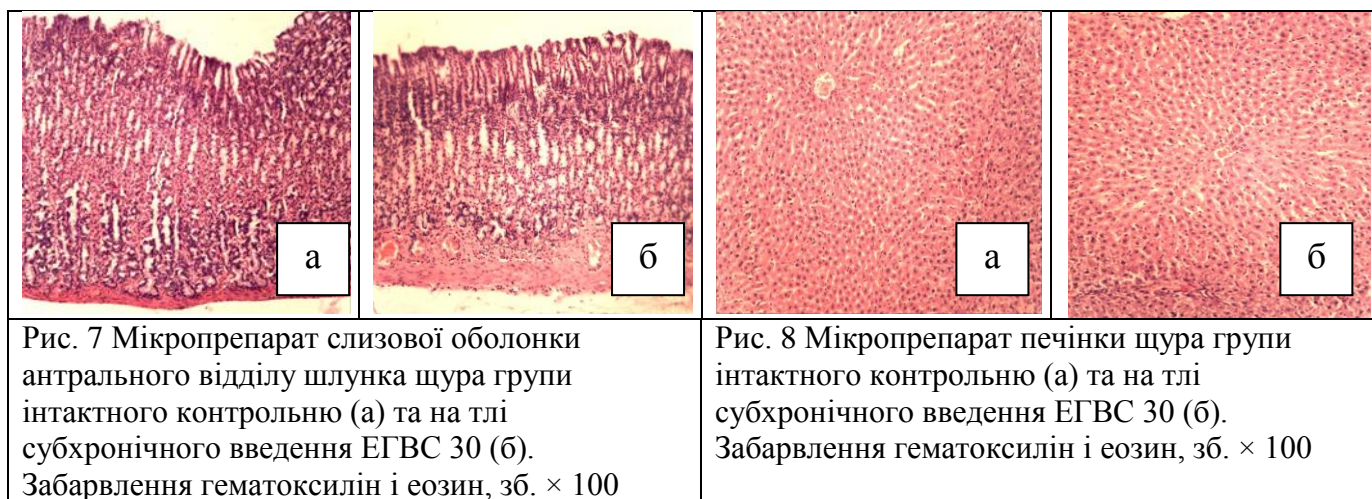 а
б
а
б
Рис. 7 Мікропрепарат слизової оболонки
антрального відділу шлунка щура групи
інтактного контрольню (а) та на тлі
субхронічного введення ЕГВС 30 (б).
Забарвлення гематоксилін і еозин, зб. × 100
Рис. 8 Мікропрепарат печінки щура групи
інтактного контрольню (а) та на тлі
субхронічного введення ЕГВС 30 (б).
Забарвлення гематоксилін і еозин, зб. × 100